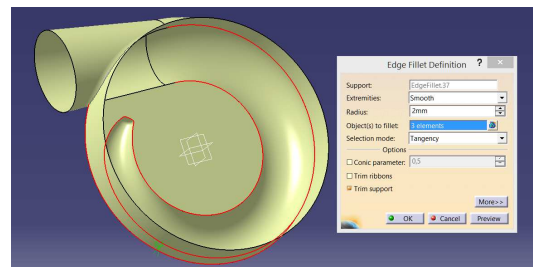 Edge Fillet Definition ? ×
Support: EdgeFillet.37
Extremities: Smooth
Radius: 2mm
Object(s) to fillet: 3 elements
Selection mode: Tangency
Options
Conic parameter: 0,5
Trim ribbons
Trim support
More>>
OK Cancel Preview